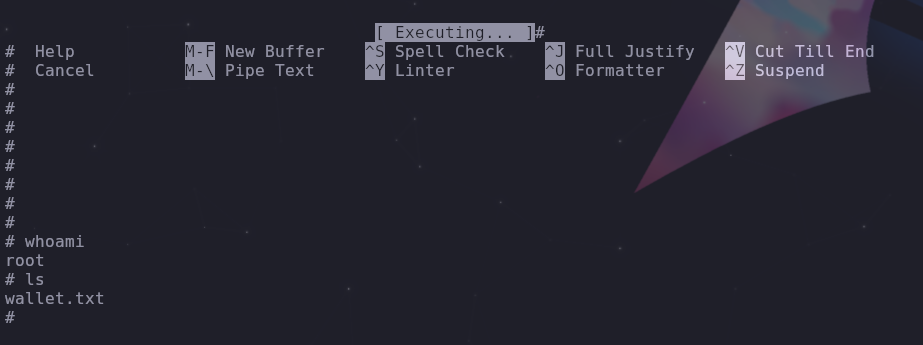 [ Executing... ]#
#  Help M-F New Buffer ^S Spell Check ^J Full Justify ^V Cut Till End
#  Cancel M-\ Pipe Text ^Y Linter ^O Formatter ^Z Suspend
#
#
#
#
#
#
#
#
# whoami
root
# ls
wallet.txt
#